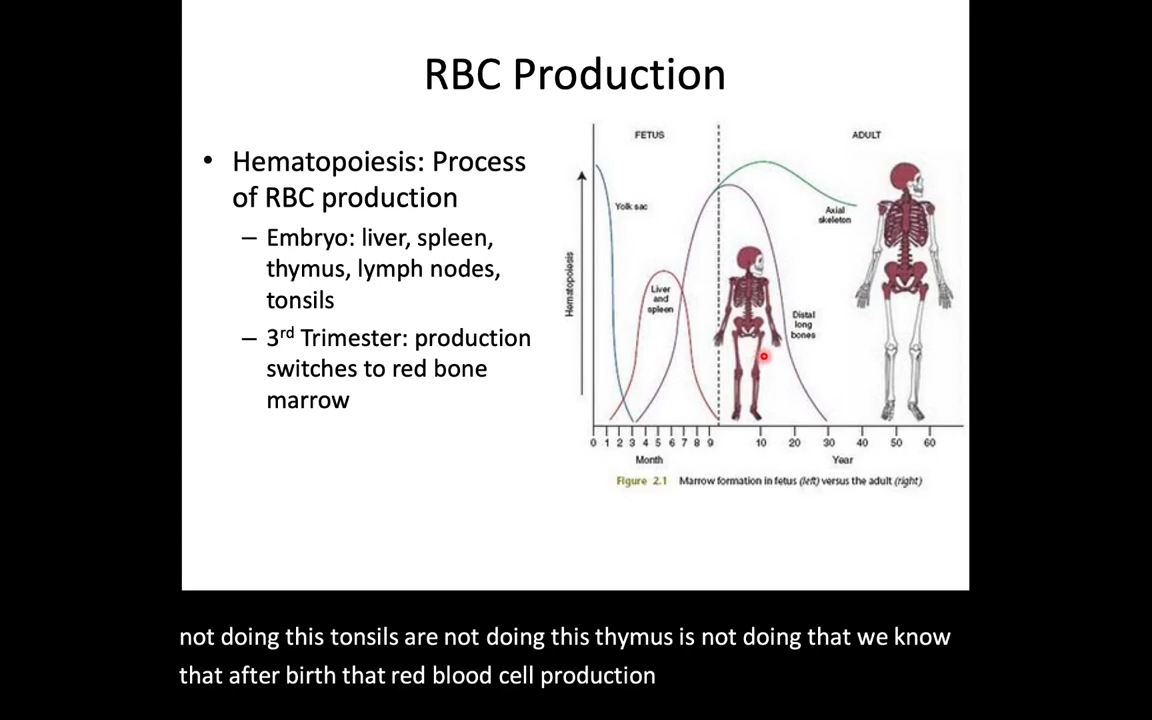 RBC Production
• Hematopoiesis: Process
of RBC production
– Embryo: liver, spleen,
thymus, lymph nodes,
tonsils
– 3rd Trimester: production
switches to red bone
marrow
FETUS
ADULT
Yolk sac
Axial
skeleton
Hematopoiesis
Liver
and
spleen
Distal
long
bones
0 1 2 3 4 5 6 7 8 9 10 20 30 40 50 60
Month Year
Figure 2.1 Marrow formation in fetus (left) versus the adult (right)
not doing this tonsils are not doing this thymus is not doing that we know
that after birth that red blood cell production